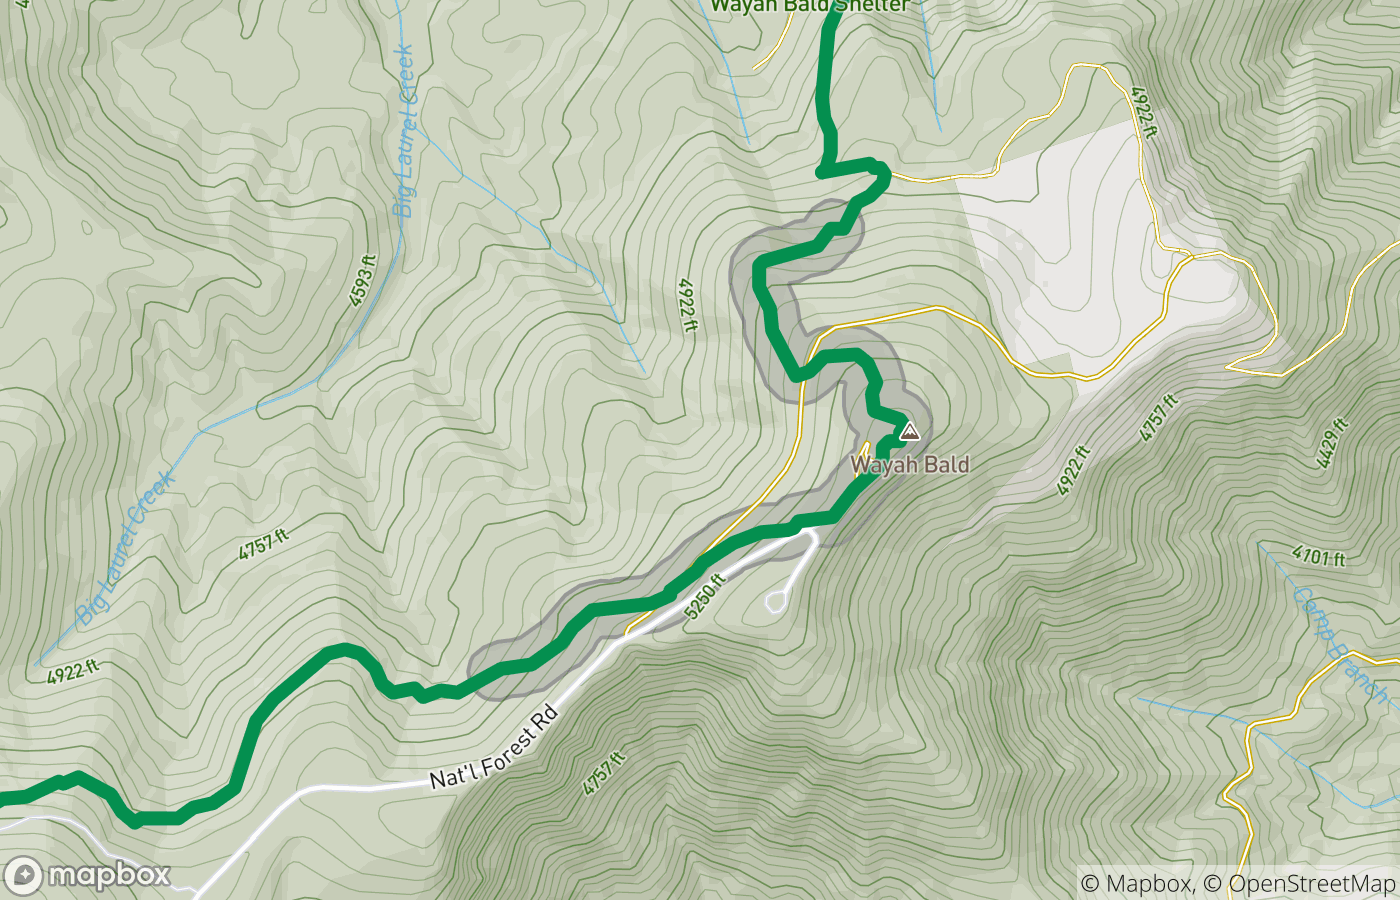 Wayah Bald Shelter
Big Laurel Creek
4922 ft
4593 ft
4922 ft
4757 ft
4429 ft
4922 ft
Wayah Bald
Big Laurel Creek
4757 ft
4101 ft
5250 ft
Camp Branch
4922 ft
Nat'l Forest Rd
4757 ft
mapbox
© Mapbox, © OpenStreetMap